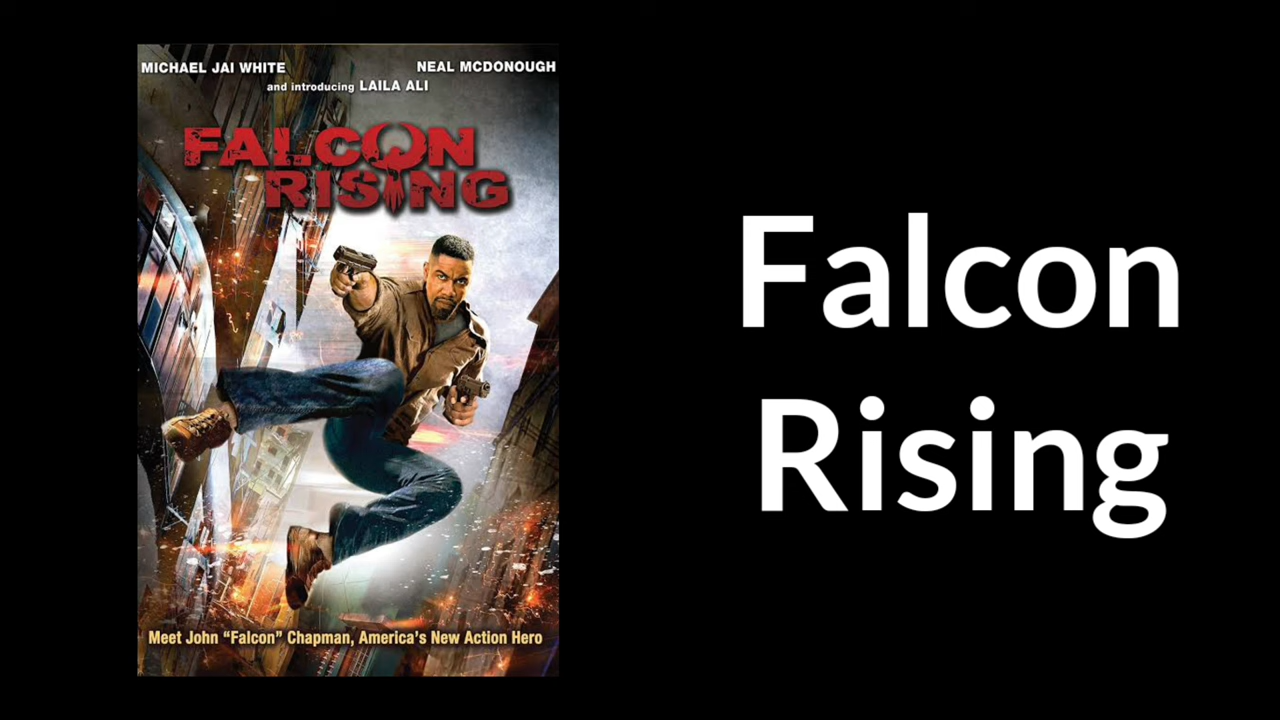 MICHAEL JAI WHITE
NEAL MCDONOUGH
and introducing LAILA ALI
FALCON
RISING
Meet John “Falcon” Chapman, America’s New Action Hero
Falcon
Rising